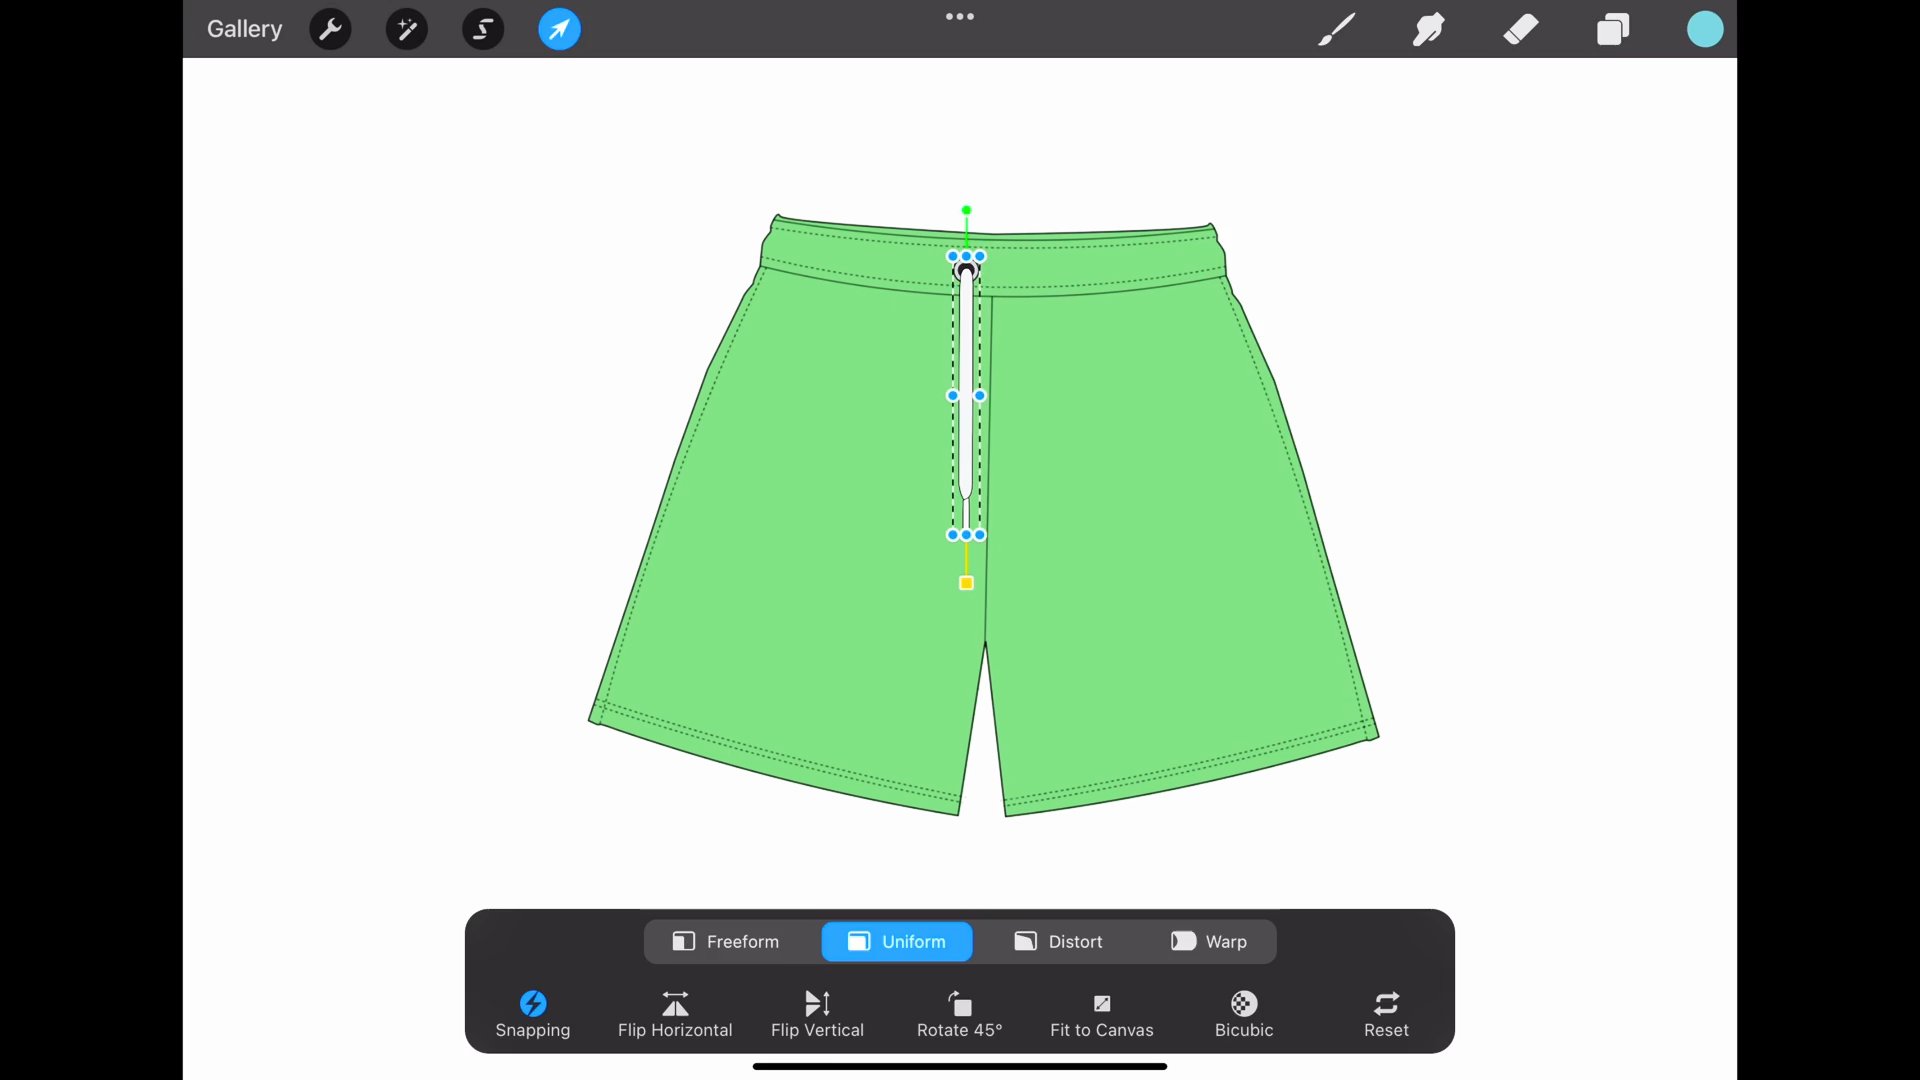 Gallery
Freeform
Uniform
Distort
Warp
Snapping
Flip Horizontal
Flip Vertical
Rotate 45°
Fit to Canvas
Bicubic
Reset